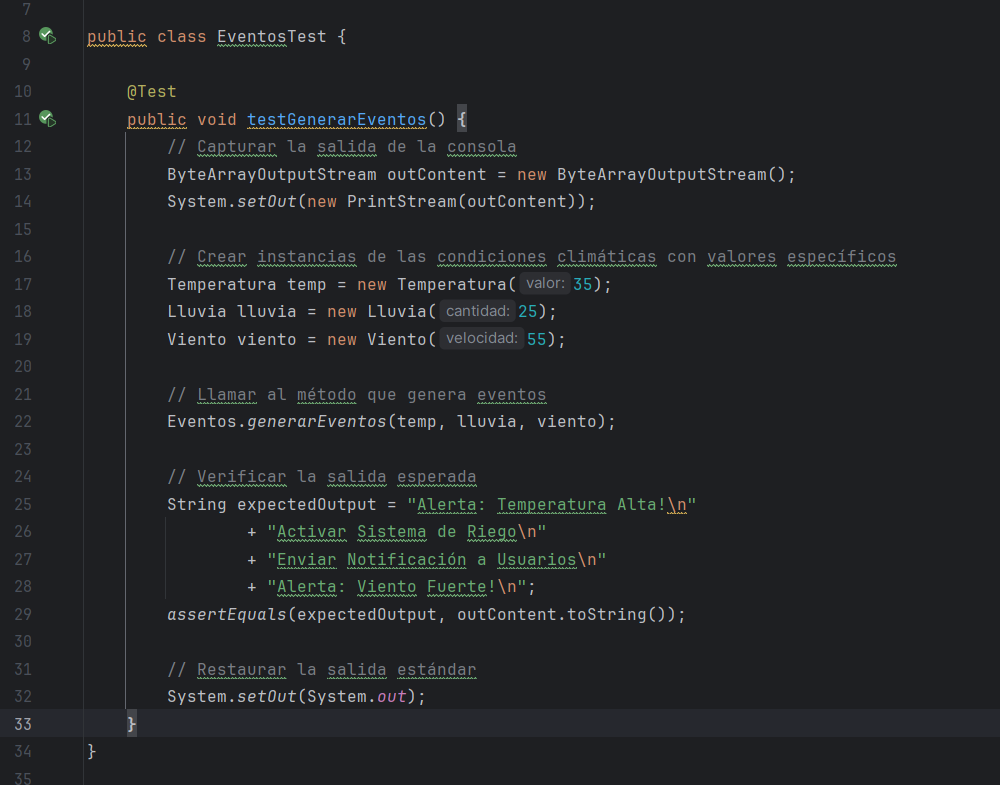 7
8 public class EventosTest {
9
10 @Test
11 public void testGenerarEventos() {
12 // Capturar la salida de la consola
13 ByteArrayOutputStream outContent = new ByteArrayOutputStream();
14 System.setOut(new PrintStream(outContent));
15
16 // Crear instancias de las condiciones climáticas con valores específicos
17 Temperatura temp = new Temperatura( valor: 35);
18 Lluvia lluvia = new Lluvia( cantidad: 25);
19 Viento viento = new Viento( velocidad: 55);
20
21 // Llamar al método que genera eventos
22 Eventos.generarEventos(temp, lluvia, viento);
23
24 // Verificar la salida esperada
25 String expectedOutput = "Alerta: Temperatura Alta!\n"
26 + "Activar Sistema de Riego\n"
27 + "Enviar Notificación a Usuarios\n"
28 + "Alerta: Viento Fuerte!\n";
29 assertEquals(expectedOutput, outContent.toString());
30
31 // Restaurar la salida estándar
32 System.setOut(System.out);
33 }
34 }
35